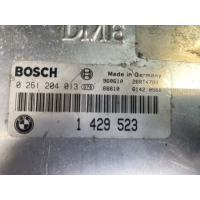 DME
BOSCH
Made in Germany
0 261 204 013
1 429 523